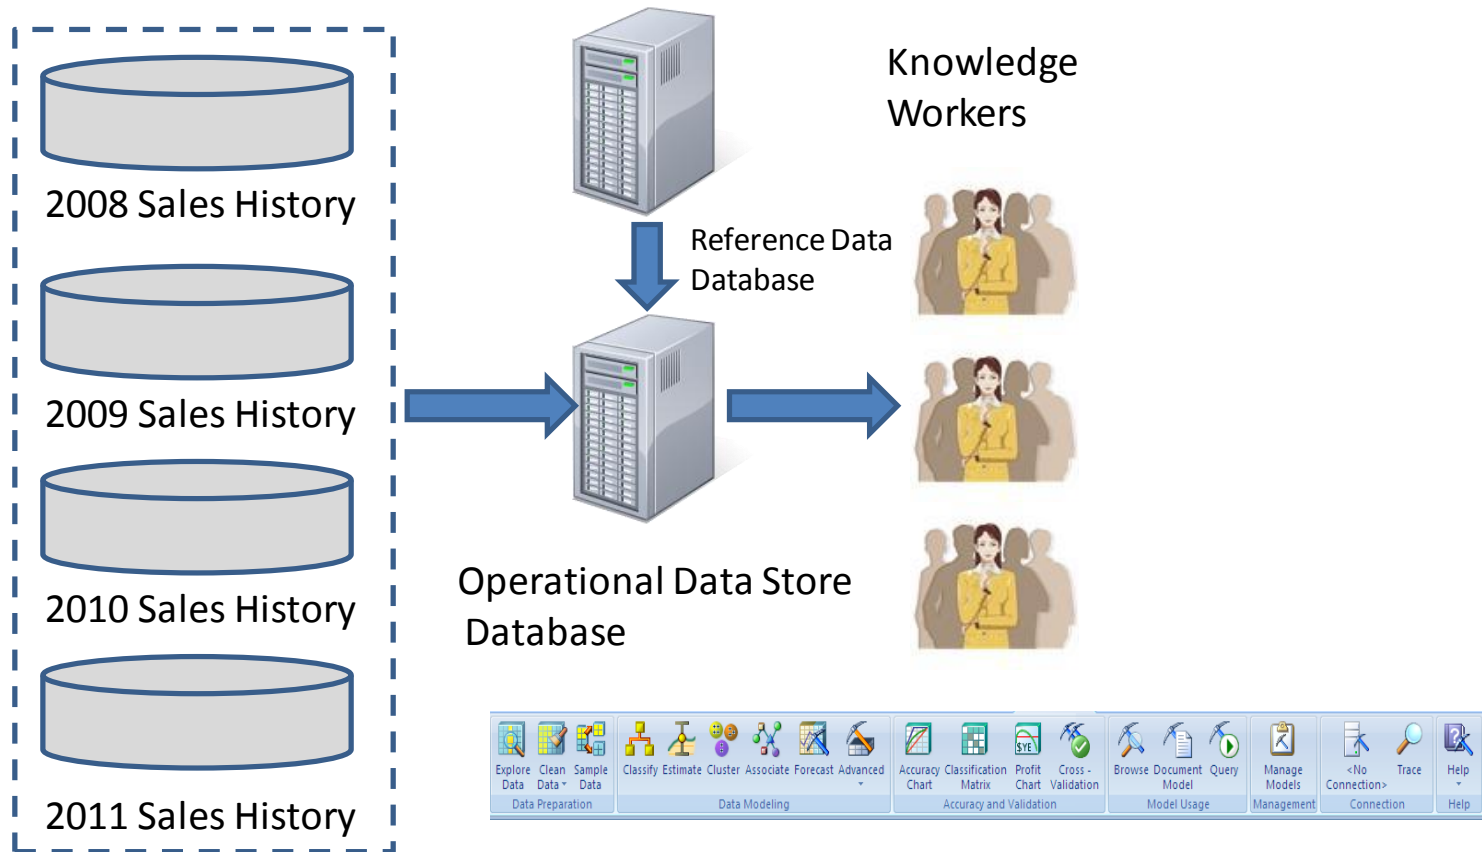 2008 Sales History
2009 Sales History
2010 Sales History
2011 Sales History
Reference Data
Database
Operational Data Store
Database
Knowledge
Workers
Explore Data
Clean Data
Sample Data
Data Preparation
Classify
Estimate
Cluster
Associate
Forecast
Advanced
Data Modeling
Accuracy Chart
Classification Matrix
$YE
Profit Chart
Cross - Validation
Accuracy and Validation
Browse
Document Model
Query
Model Usage
Manage Models
Management
<No Connection>
Trace
Connection
?
Help
Help